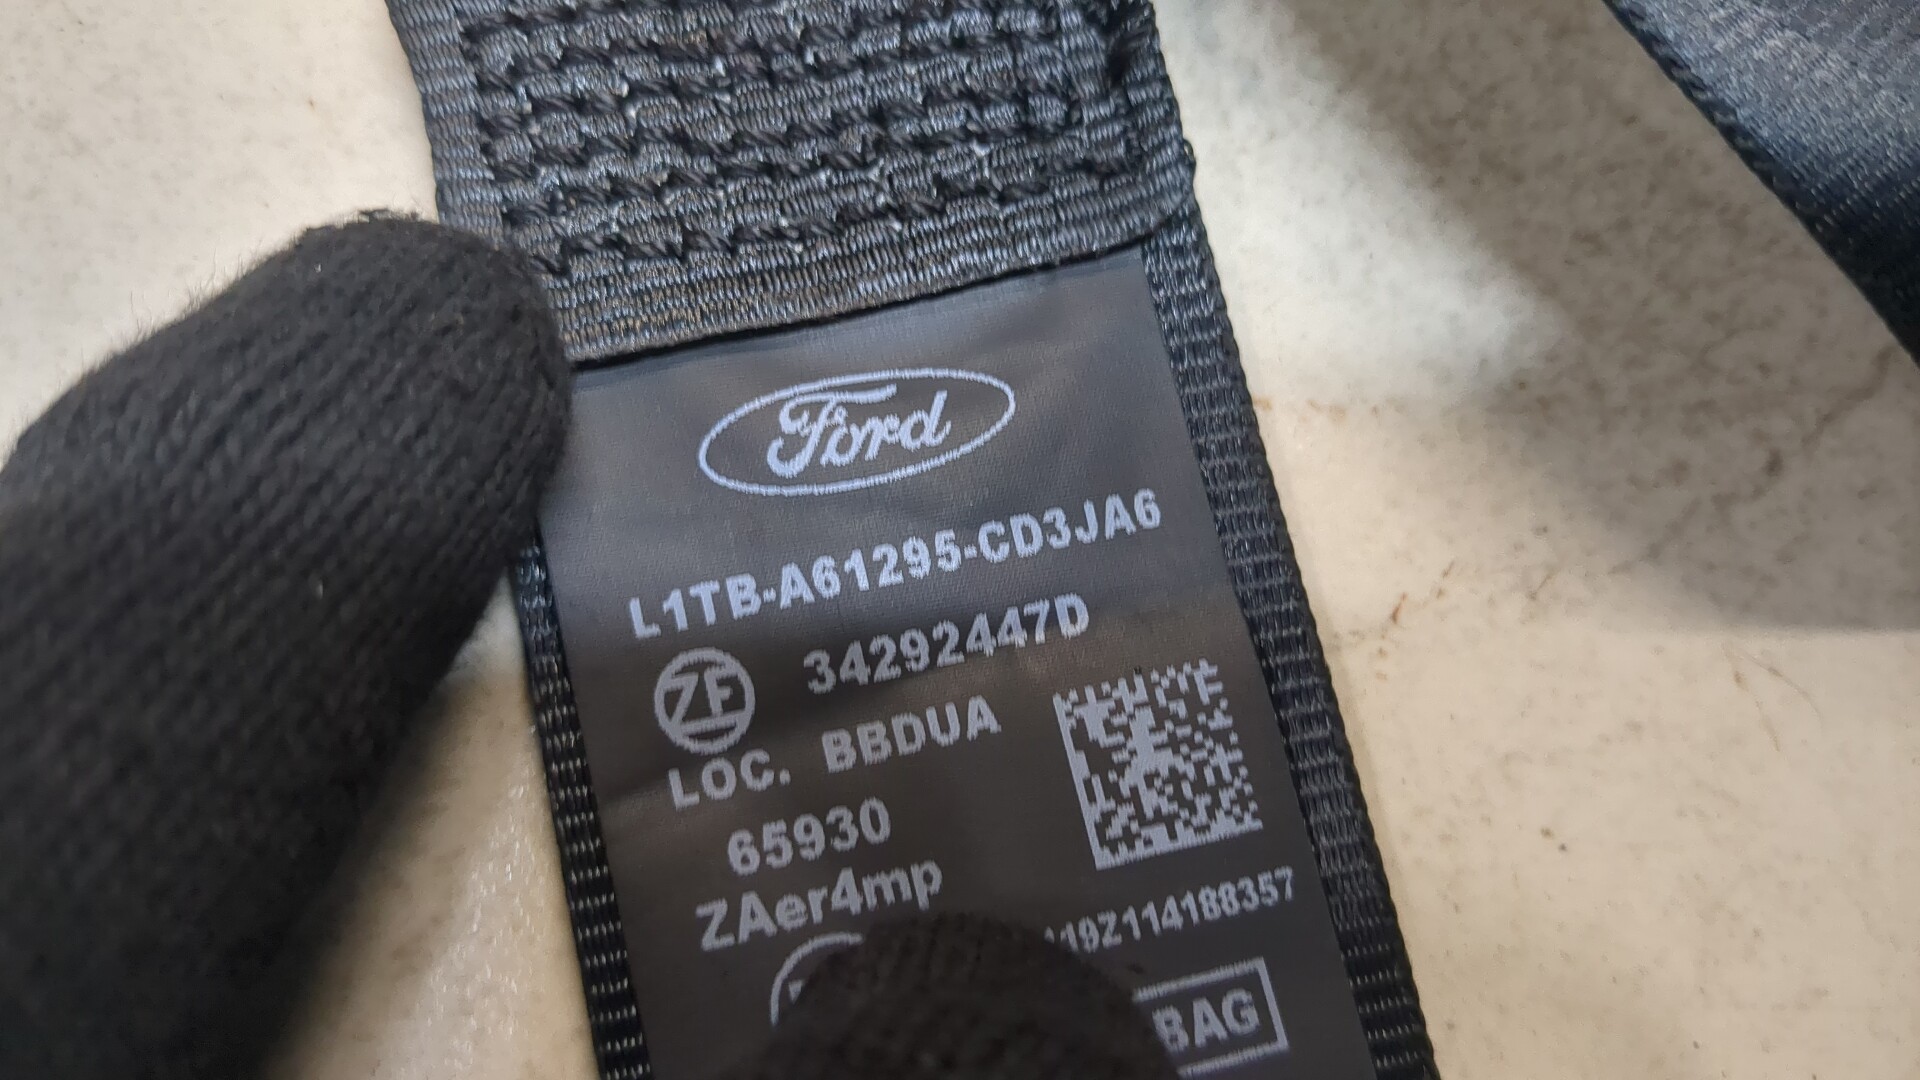 Ford
L1TB-A61295-CD3JA6
ZF 34292447D
LOC. BBDUA
65930
ZAer4mp
19Z114188357
BAG